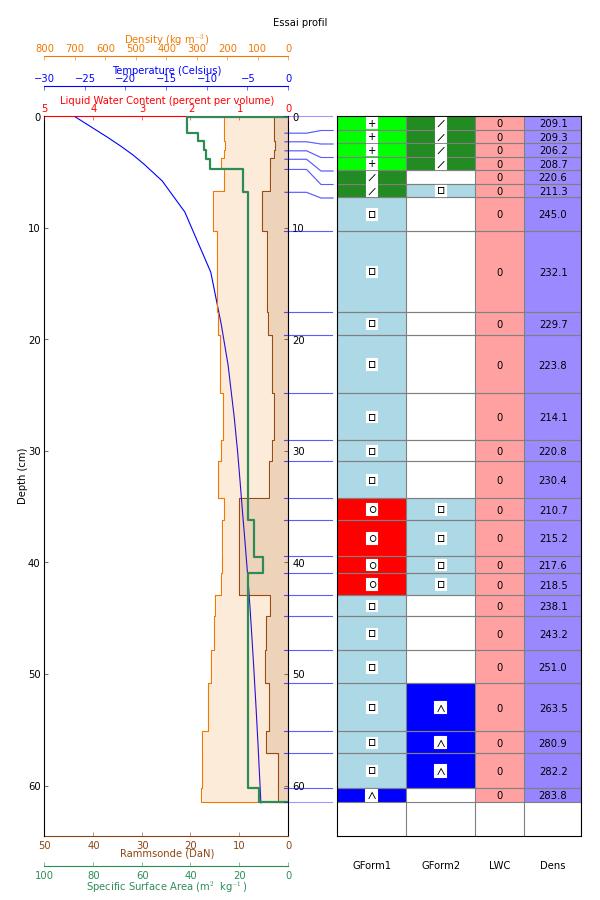 Essai profil
Density (kg m⁻³)
800 700 600 500 400 300 200 100 0
Temperature (Celsius)
−30 −25 −20 −15 −10 −5 0
Liquid Water Content (percent per volume)
5 4 3 2 1 0
0 0 + ⁄ 0 209.1
+ ⁄ 0 209.3
+ ⁄ 0 206.2
+ ⁄ 0 208.7
⁄ 0 220.6
⁄ □ 0 211.3
10 10 □ 0 245.0
□ 0 232.1
□ 0 229.7
20 20
□ 0 223.8
□ 0 214.1
30 30 □ 0 220.8
□ 0 230.4
Depth (cm)
○ □ 0 210.7
○ □ 0 215.2
40 40 ○ □ 0 217.6
○ □ 0 218.5
□ 0 238.1
□ 0 243.2
50 50 □ 0 251.0
□ ∧ 0 263.5
□ ∧ 0 280.9
□ ∧ 0 282.2
60 60 ∧ 0 283.8
50 40 30 20 10 0
Rammsonde (DaN)
GForm1 GForm2 LWC Dens
100 80 60 40 20 0
Specific Surface Area (m² kg⁻¹)